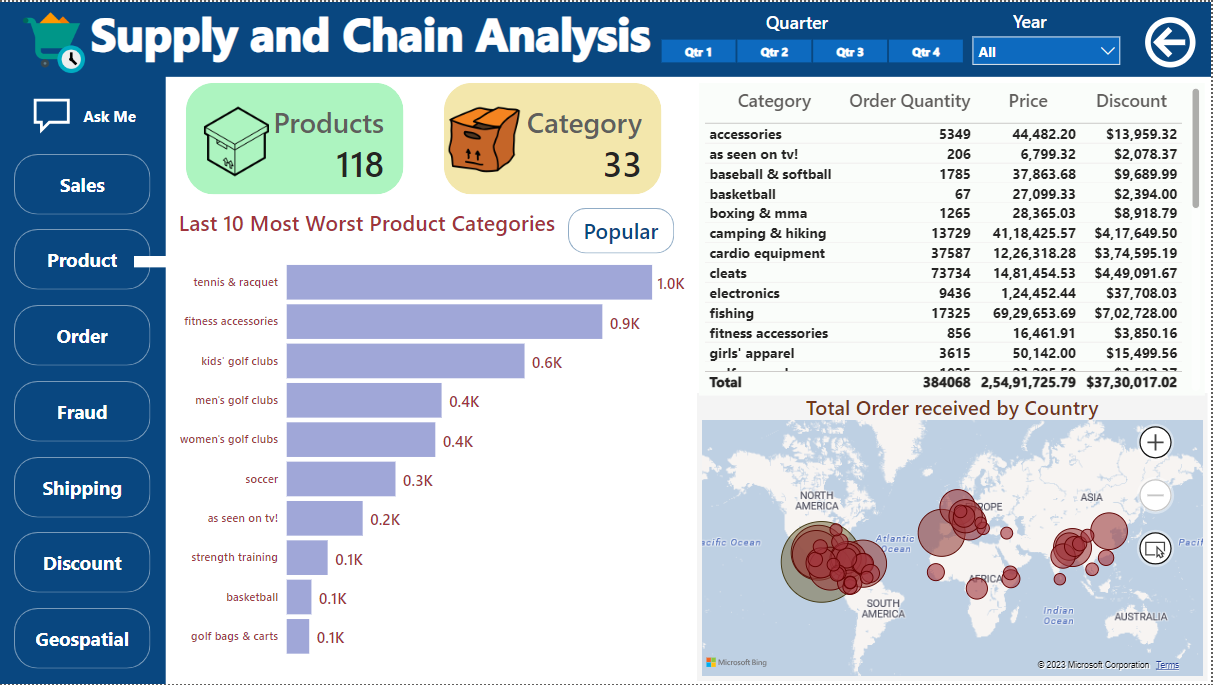 Supply and Chain Analysis
Quarter
Qtr 1 Qtr 2 Qtr 3 Qtr 4
Year
All
Ask Me
Sales
Product
Order
Fraud
Shipping
Discount
Geospatial
Products
118
Category
33
Last 10 Most Worst Product Categories
Popular
tennis & racquet 1.0K
fitness accessories 0.9K
kids' golf clubs 0.6K
men's golf clubs 0.4K
women's golf clubs 0.4K
soccer 0.3K
as seen on tv! 0.2K
strength training 0.1K
basketball 0.1K
golf bags & carts 0.1K
Category Order Quantity Price Discount
accessories 5349 44,482.20 $13,959.32
as seen on tv! 206 6,799.32 $2,078.37
baseball & softball 1785 37,863.68 $9,689.99
basketball 67 27,099.33 $2,394.00
boxing & mma 1265 28,365.03 $8,918.79
camping & hiking 13729 41,18,425.57 $4,17,649.50
cardio equipment 37587 12,26,318.28 $3,74,595.19
cleats 73734 14,81,454.53 $4,49,091.67
electronics 9436 1,24,452.44 $37,708.03
fishing 17325 69,29,653.69 $7,02,728.00
fitness accessories 856 16,461.91 $3,850.16
girls' apparel 3615 50,142.00 $15,499.56
Total 384068 2,54,91,725.79 $37,30,017.02
Total Order received by Country
NORTH
AMERICA
ASIA
Atlantic
Ocean
AFRICA
SOUTH
AMERICA
Indian
Ocean
AUSTRALIA
Microsoft Bing
© 2023 Microsoft Corporation Terms